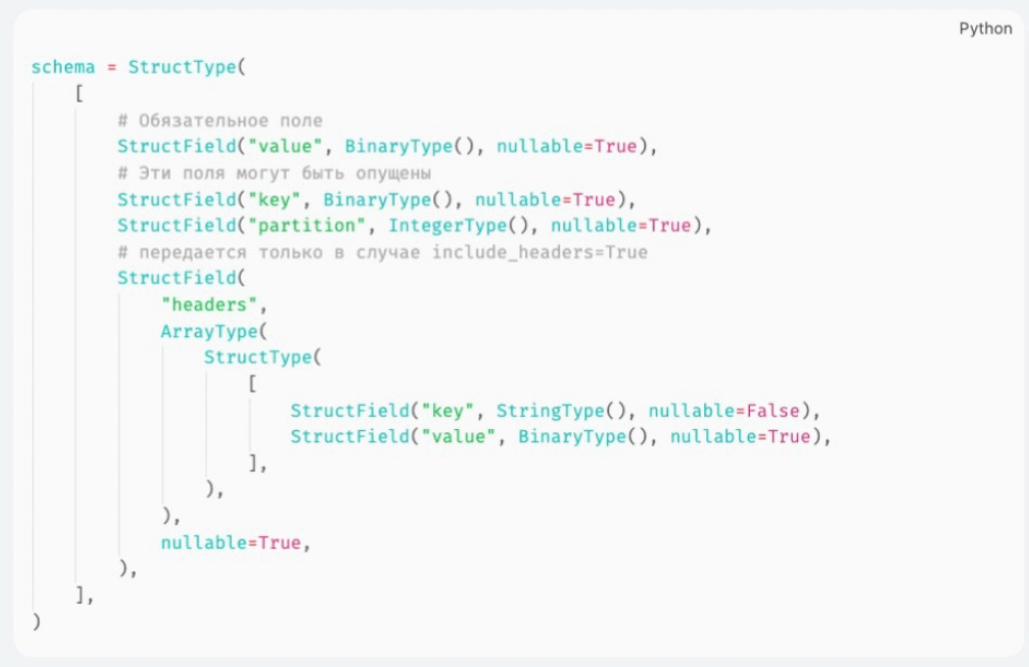 Python
schema = StructType(
    [
        # Обязательное поле
        StructField("value", BinaryType(), nullable=True),
        # Эти поля могут быть опущены
        StructField("key", BinaryType(), nullable=True),
        StructField("partition", IntegerType(), nullable=True),
        # передается только в случае include_headers=True
        StructField(
            "headers",
            ArrayType(
                StructType(
                    [
                        StructField("key", StringType(), nullable=False),
                        StructField("value", BinaryType(), nullable=True),
                    ],
                ),
            ),
            nullable=True,
        ),
    ],
)